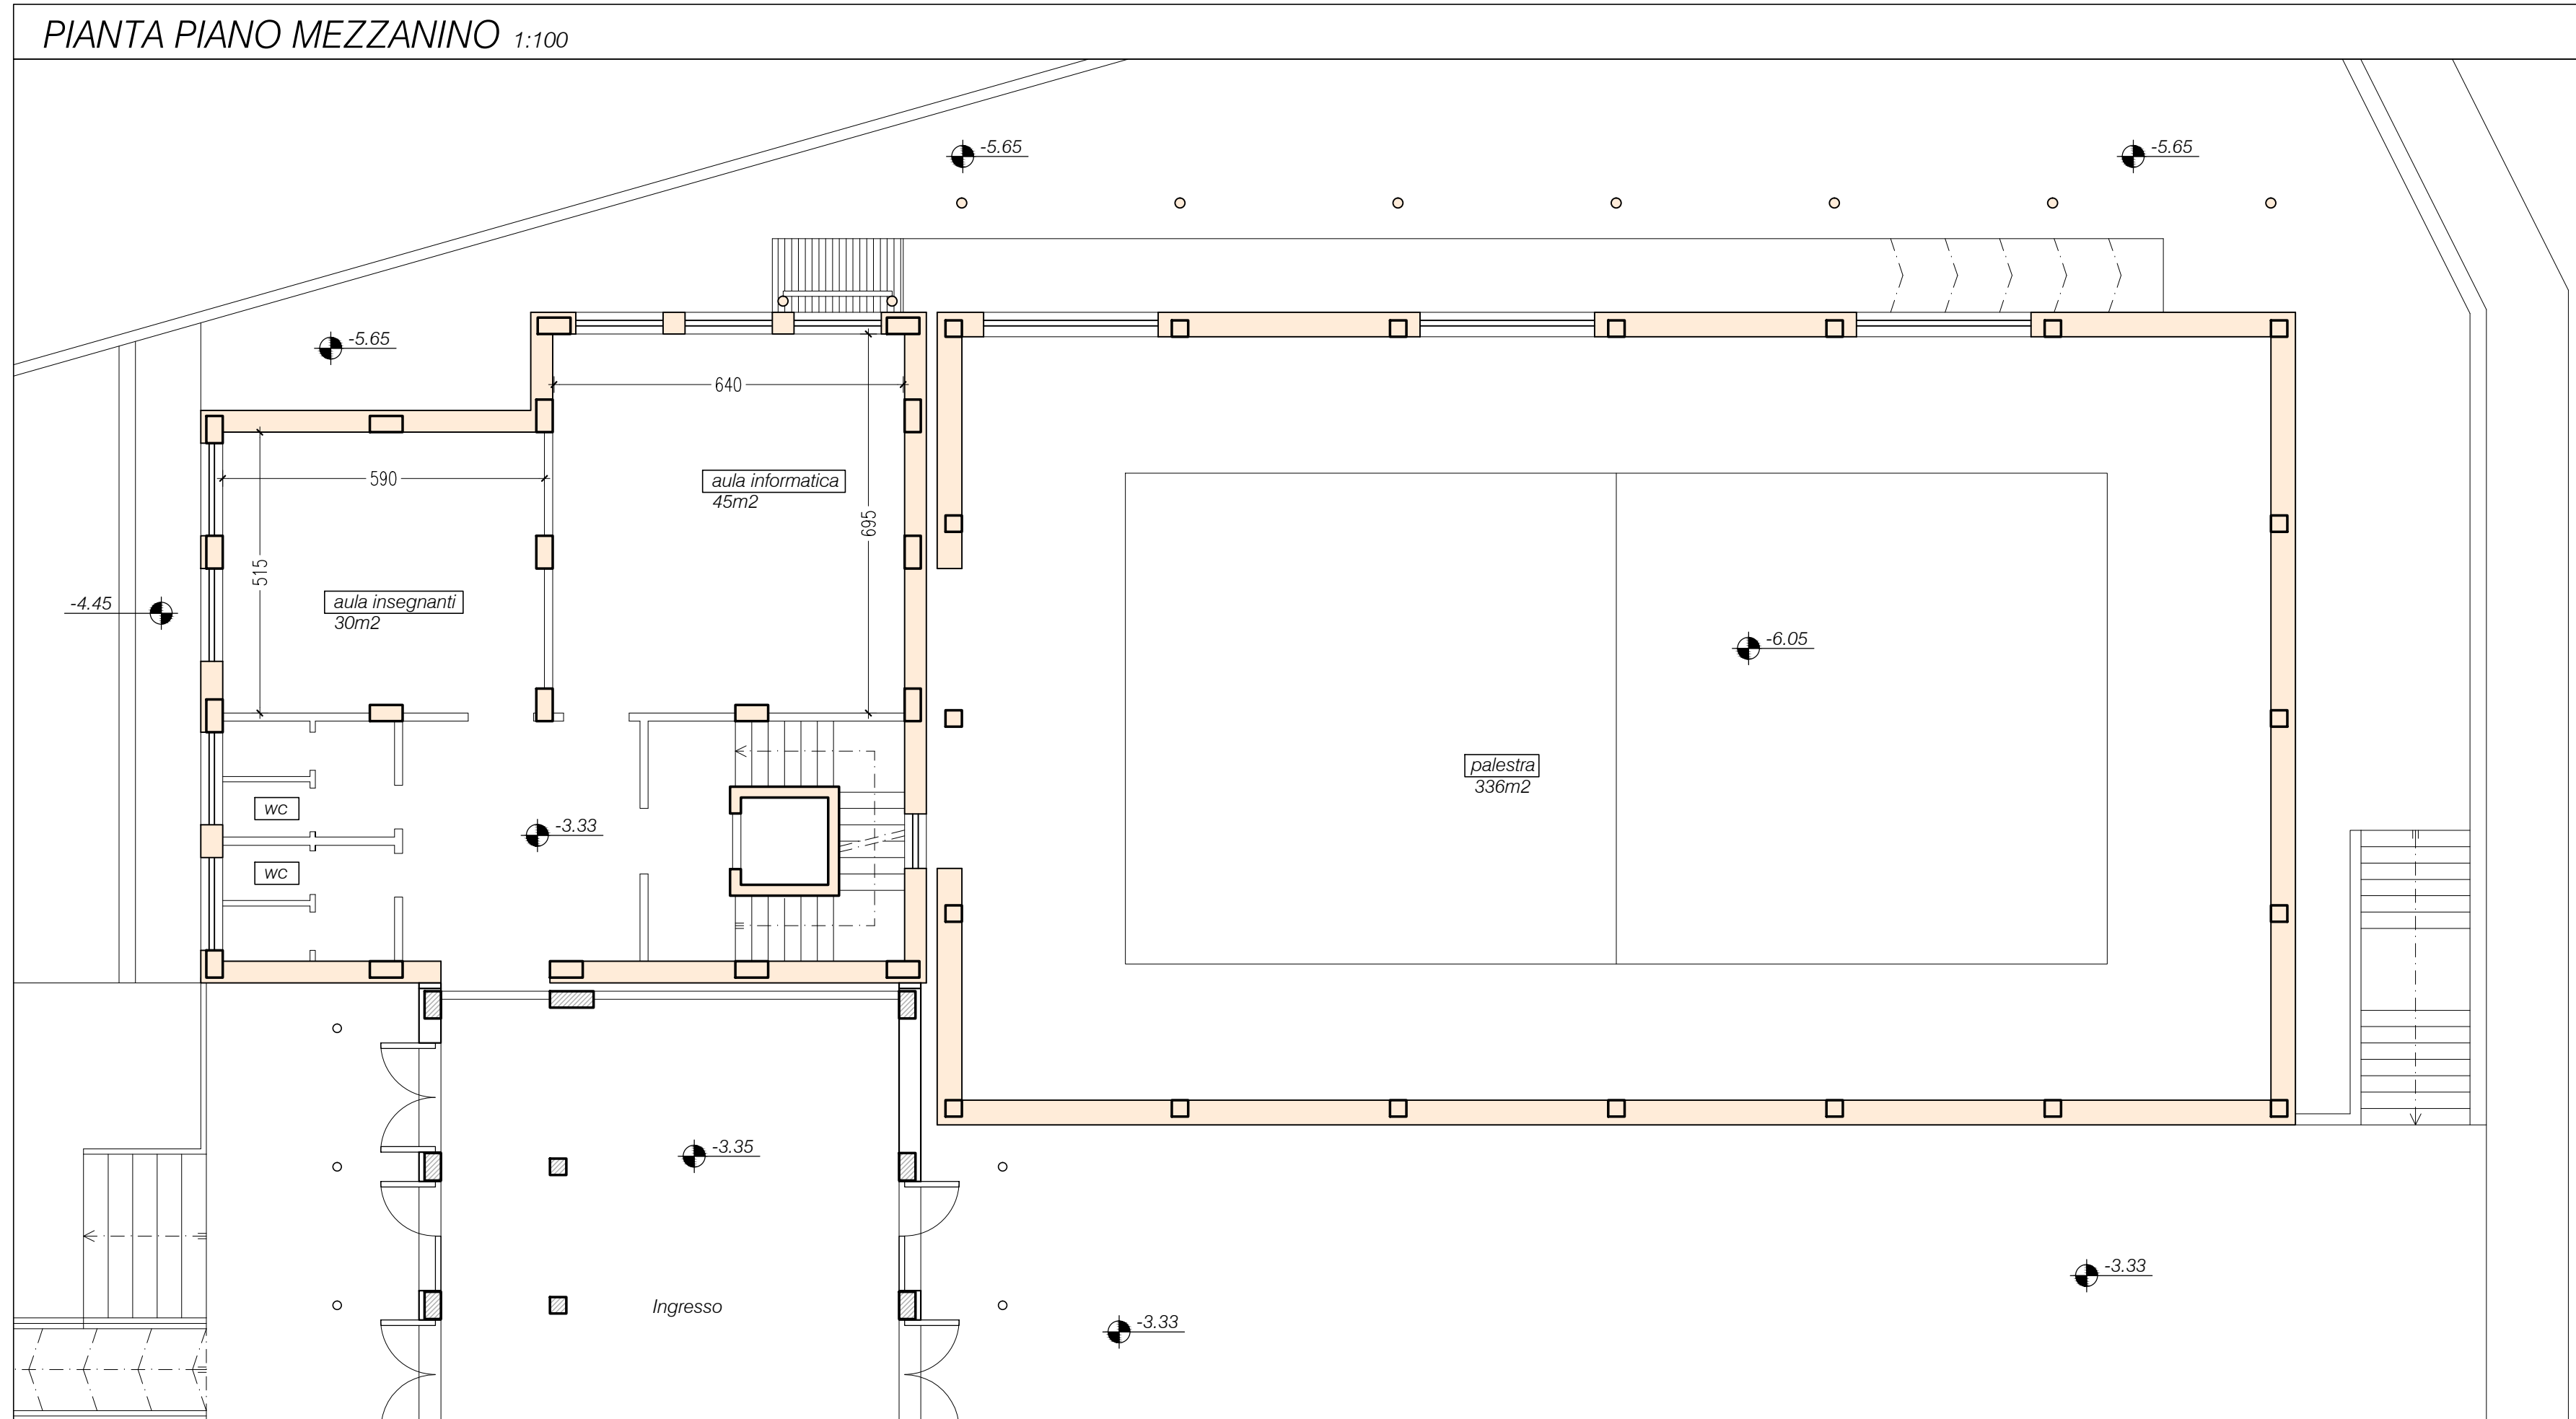 PIANTA PIANO MEZZANINO 1:100
-5.65
-5.65
-5.65
640
590
aula informatica
45m2
695
515
aula insegnanti
30m2
-4.45
-6.05
palestra
336m2
wc
-3.33
wc
-3.35
Ingresso
-3.33
-3.33